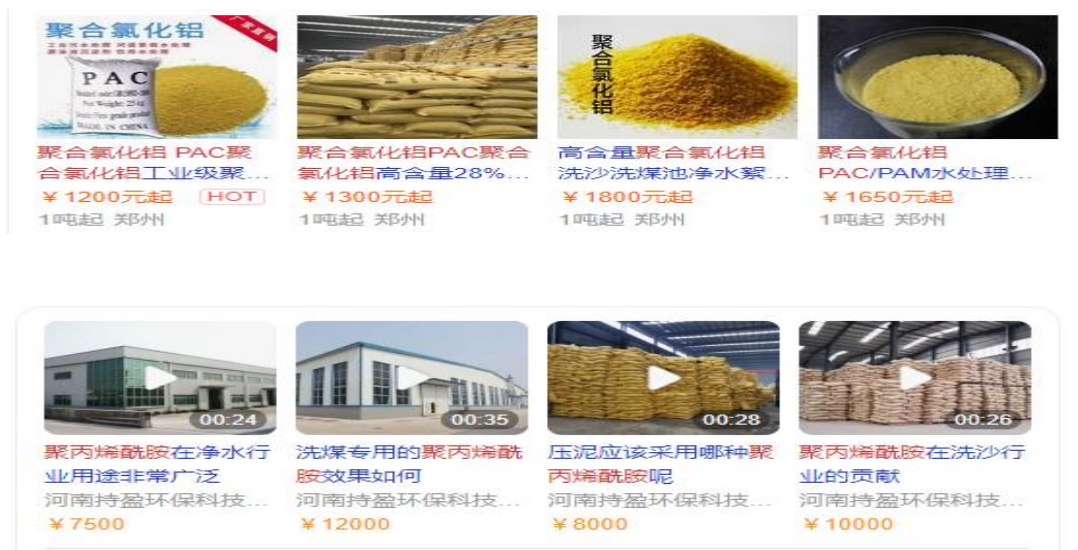 聚合氯化铝
厂家直销
PAC
Net Weight: 25 kg
MADE IN CHINA
聚合氯化铝
聚合氯化铝 PAC聚
合氯化铝工业级聚...
¥1200元起 HOT
1吨起 郑州
聚合氯化铝PAC聚合
氯化铝高含量28%...
¥1300元起
1吨起 郑州
高含量聚合氯化铝
洗沙洗煤池净水絮...
¥1800元起
1吨起 郑州
聚合氯化铝
PAC/PAM水处理...
¥1650元起
1吨起 郑州
00:24
聚丙烯酰胺在净水行
业用途非常广泛
河南持盈环保科技...
¥7500
00:35
洗煤专用的聚丙烯酰
胺效果如何
河南持盈环保科技...
¥12000
00:28
压泥应该采用哪种聚
丙烯酰胺呢
河南持盈环保科技...
¥8000
00:26
聚丙烯酰胺在洗沙行
业的贡献
河南持盈环保科技...
¥10000